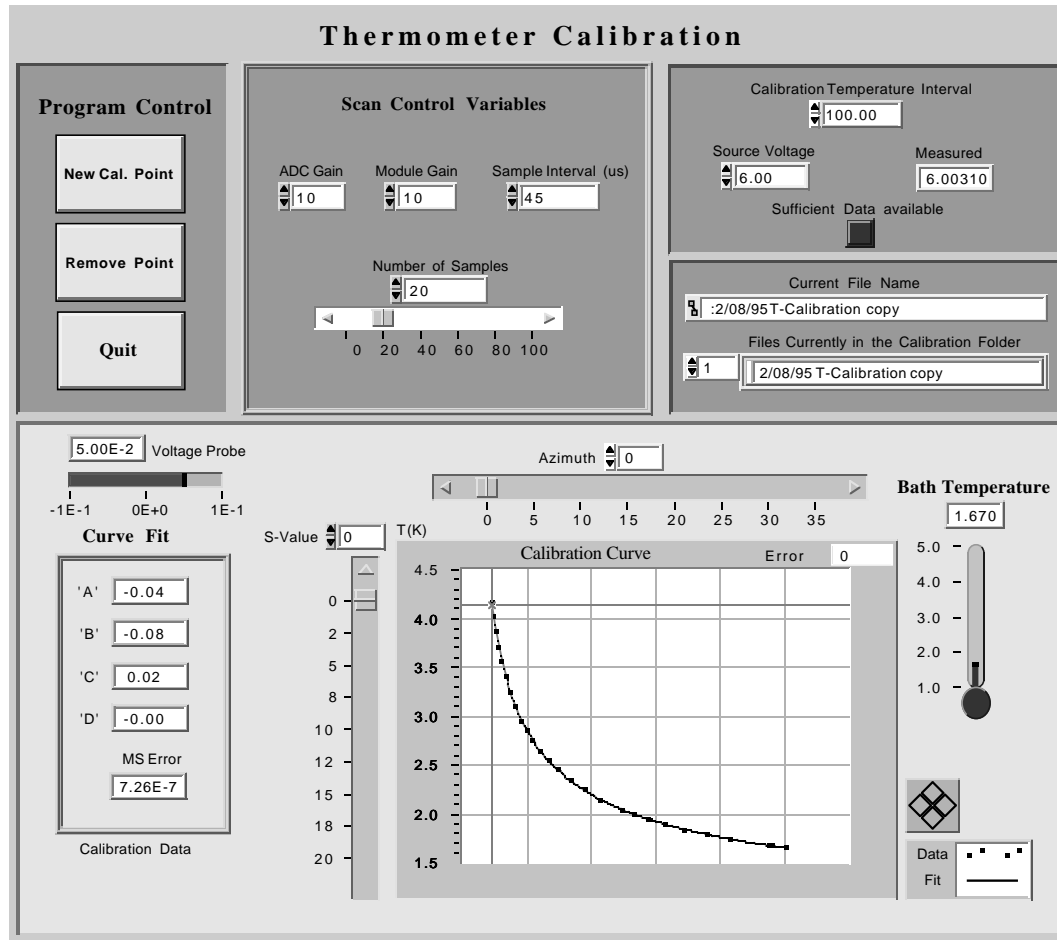 Thermometer Calibration
Program Control
New Cal. Point
Remove Point
Quit
Scan Control Variables
ADC Gain
10
Module Gain
10
Sample Interval (us)
45
Number of Samples
20
0 20 40 60 80 100
Calibration Temperature Interval
100.00
Source Voltage
6.00
Measured
6.00310
Sufficient Data available
Current File Name
:2/08/95T-Calibration copy
Files Currently in the Calibration Folder
1
2/08/95 T-Calibration copy
5.00E-2 Voltage Probe
-1E-1 0E+0 1E-1
Curve Fit
'A' -0.04
'B' -0.08
'C' 0.02
'D' -0.00
MS Error
7.26E-7
Calibration Data
Azimuth 0
0 5 10 15 20 25 30 35
S-Value 0
0
2
5
8
10
12
15
18
20
T(K)
Calibration Curve
Error 0
4.5
4.0
3.5
3.0
2.5
2.0
1.5
Bath Temperature
1.670
5.0
4.0
3.0
2.0
1.0
Data
Fit